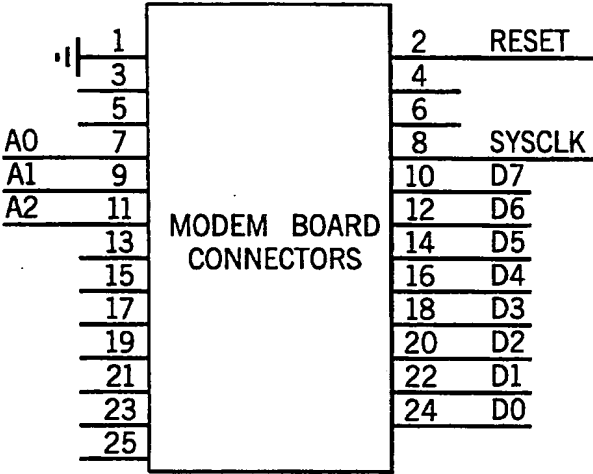 1 2 RESET
3 4
5 6
A0 7 8 SYSCLK
A1 9 10 D7
A2 11 12 D6
MODEM BOARD
CONNECTORS
13 14 D5
15 16 D4
17 18 D3
19 20 D2
21 22 D1
23 24 D0
25